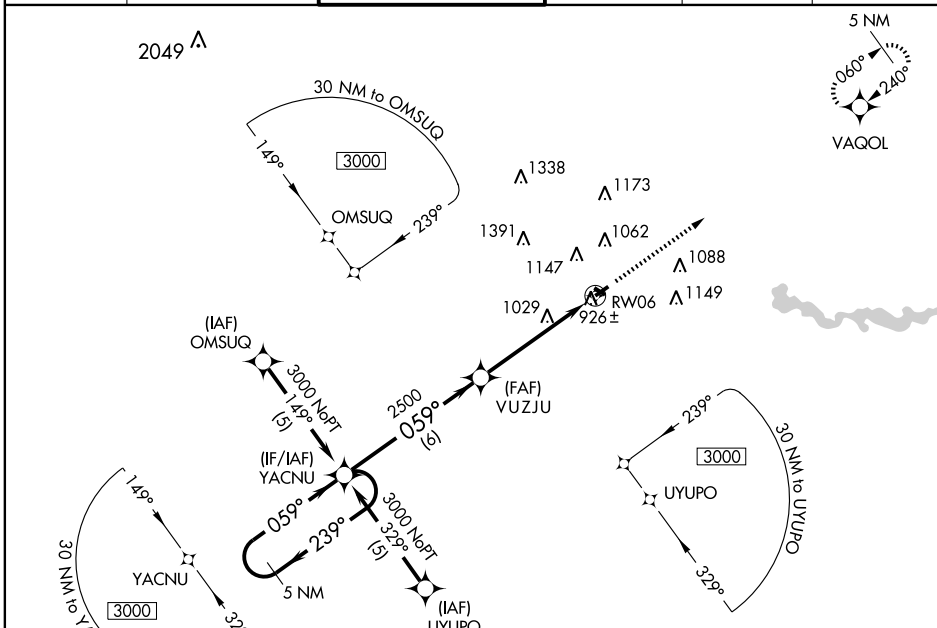 2049
5 NM
060°
240°
VAQOL
30 NM to OMSUQ
149°
3000
239°
OMSUQ
1338
1173
1391
1062
1147
1088
1149
1029
RW06
926±
(IAF)
OMSUQ
3000 NoPT
149°
(5)
(FAF)
VUZJU
2500
059°
(6)
(IF/IAF)
YACNU
059°
239°
5 NM
3000 NoPT
329°
(5)
(IAF)
UYUPO
239°
3000
30 NM to UYUPO
UYUPO
329°
149°
YACNU
30 NM to
3000